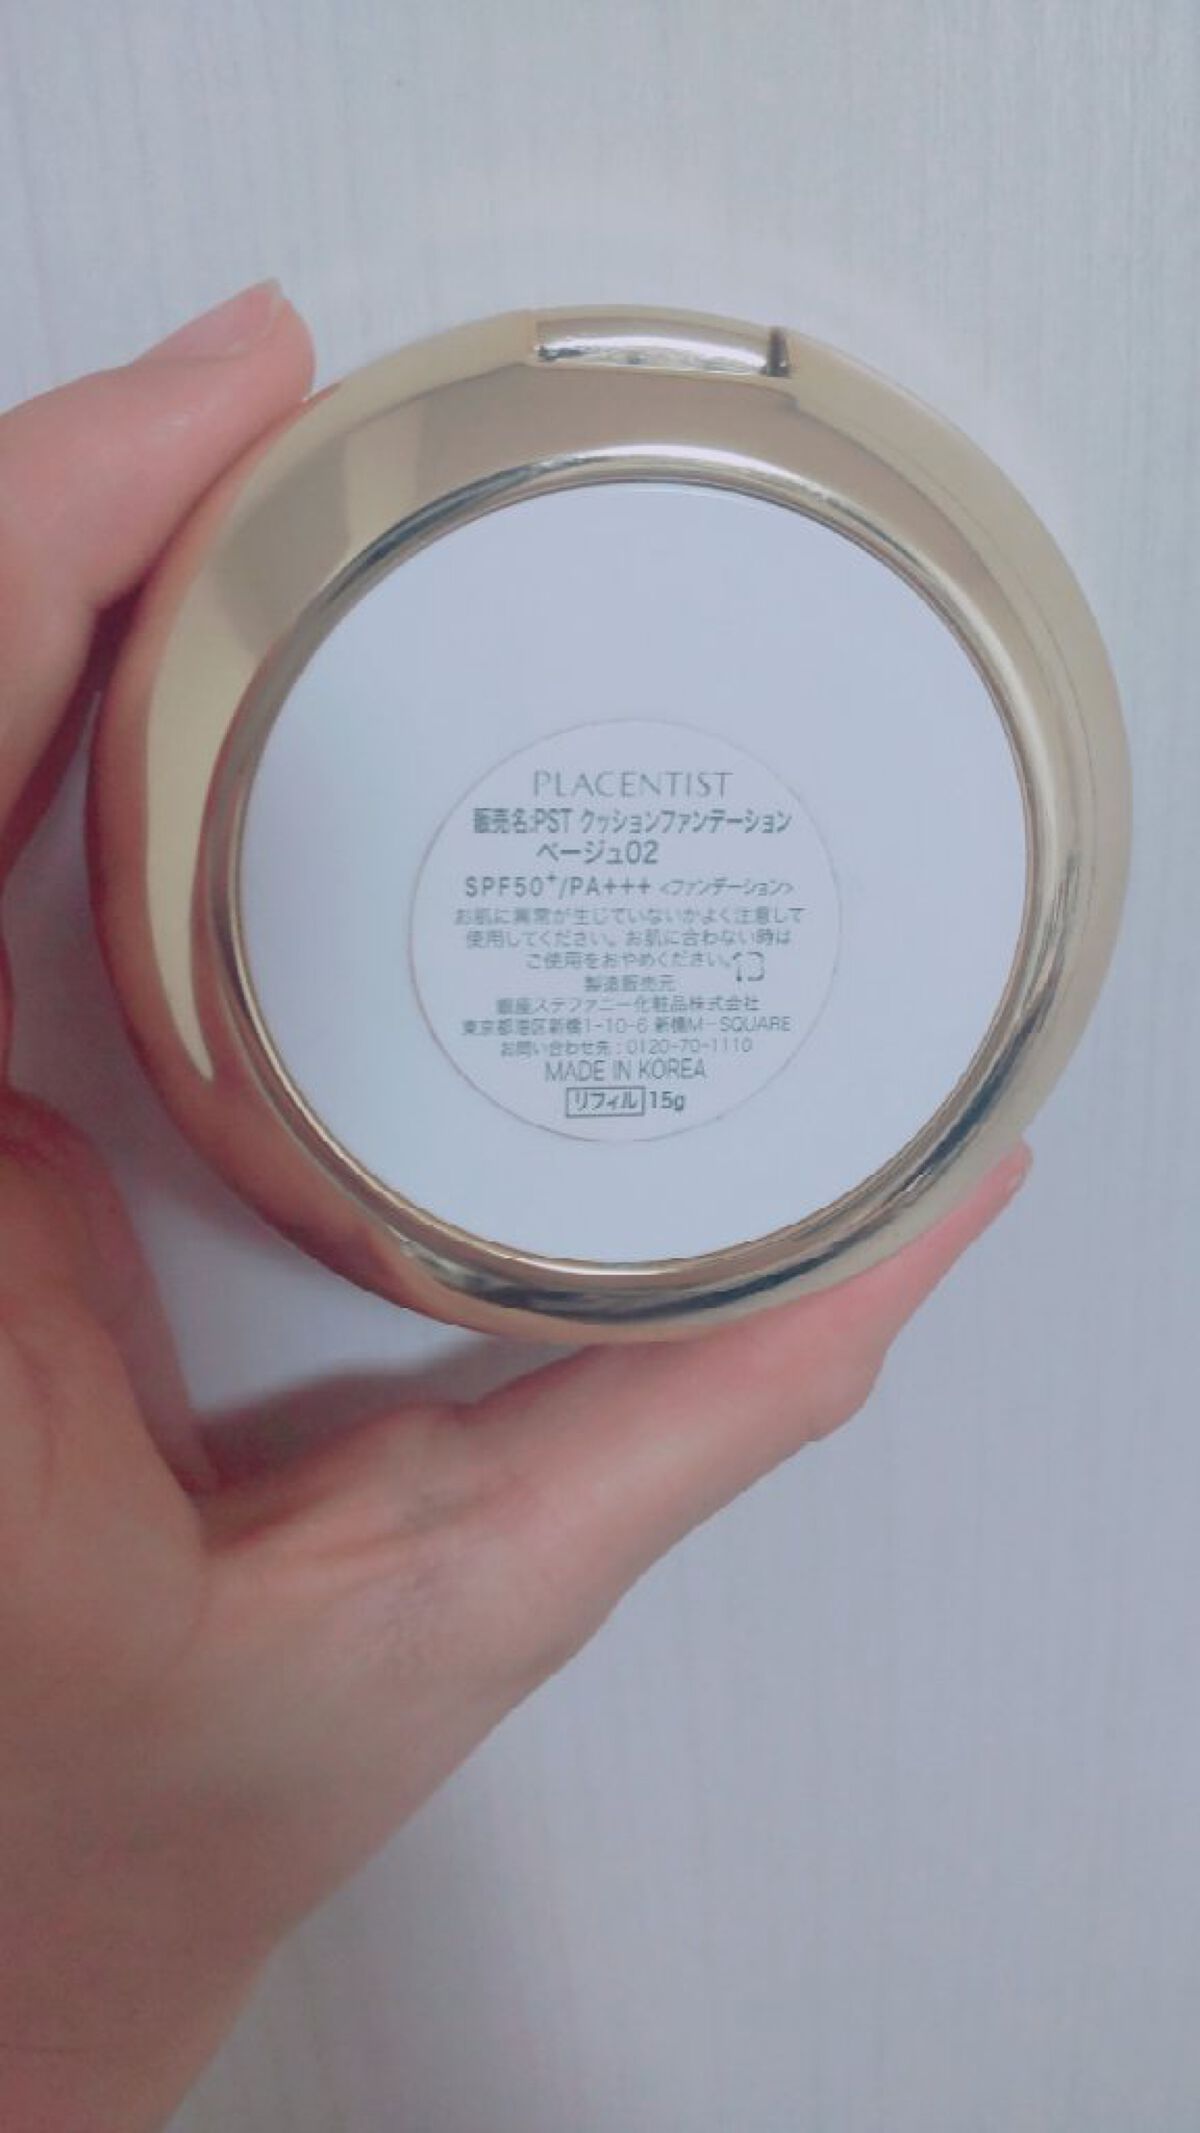 PLACENTIST
販売名:PST クッションファンデーション
ベージュ02
SPF50⁺/PA+++ <ファンデーション>
お肌に異常が生じていないかよく注意して
使用してください。お肌に合わない時は
ご使用をおやめください。
製造販売元
銀座ステファニー化粧品株式会社
東京都港区新橋1-10-6 新橋M-SQUARE
お問い合わせ先:0120-70-1110
MADE IN KOREA
リフィル 15g